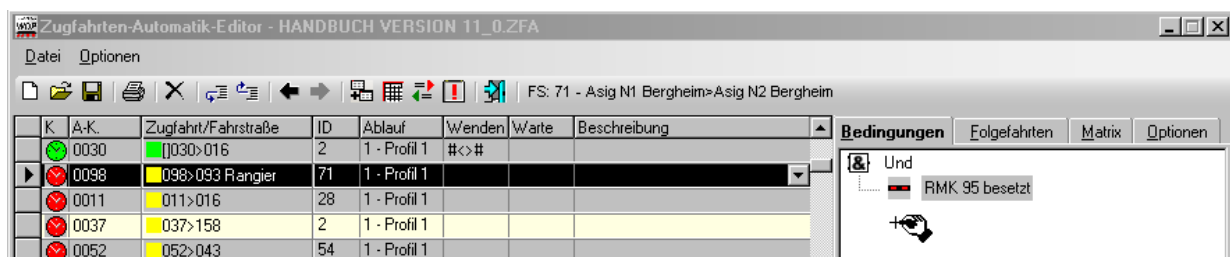 Zugfahrten-Automatik-Editor - HANDBUCH VERSION 11_0.ZFA
Datei Optionen
FS: 71 - Asig N1 Bergheim>Asig N2 Bergheim
K A-K. Zugfahrt/Fahrstraße ID Ablauf Wenden Warte Beschreibung
0030 []030>016 2 1 - Profil 1 #<>#
0098 098>093 Rangier 71 1 - Profil 1
0011 011>016 28 1 - Profil 1
0037 037>158 2 1 - Profil 1
0052 052>043 54 1 - Profil 1
Bedingungen Folgefahrten Matrix Optionen
& Und
RMK 95 besetzt